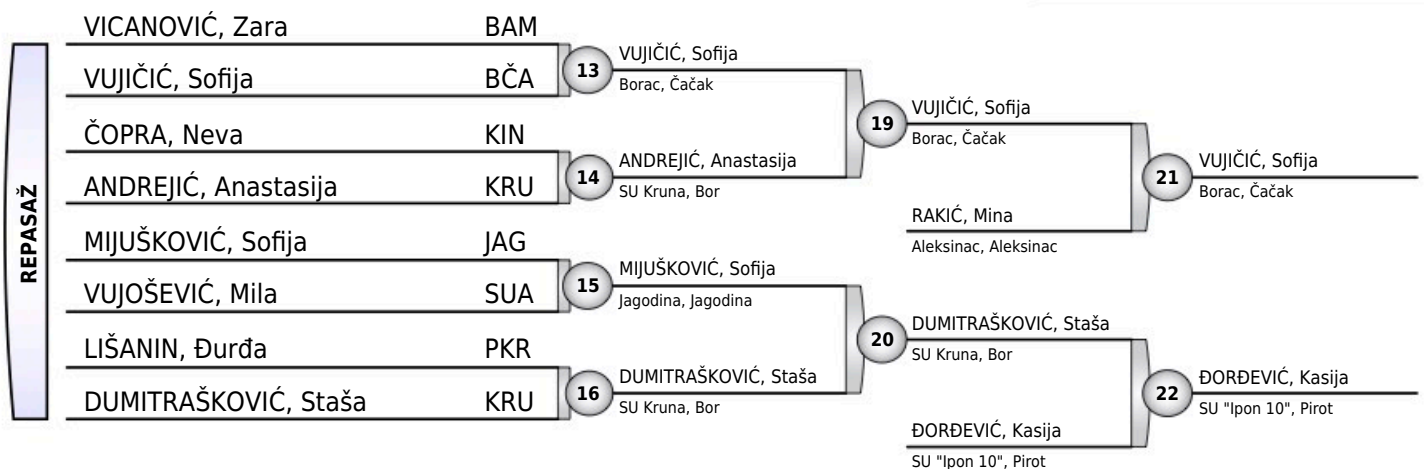 REPASAŽ
VICANOVIĆ, Zara BAM
VUJIČIĆ, Sofija BČA
ČOPRA, Neva KIN
ANDREJIĆ, Anastasija KRU
MIJUŠKOVIĆ, Sofija JAG
VUJOŠEVIĆ, Mila SUA
LIŠANIN, Đurđa PKR
DUMITRAŠKOVIĆ, Staša KRU
13
VUJIČIĆ, Sofija
Borac, Čačak
14
ANDREJIĆ, Anastasija
SU Kruna, Bor
15
MIJUŠKOVIĆ, Sofija
Jagodina, Jagodina
16
DUMITRAŠKOVIĆ, Staša
SU Kruna, Bor
19
VUJIČIĆ, Sofija
Borac, Čačak
RAKIĆ, Mina
Aleksinac, Aleksinac
20
DUMITRAŠKOVIĆ, Staša
SU Kruna, Bor
ĐORĐEVIĆ, Kasija
SU "Ipon 10", Pirot
21
VUJIČIĆ, Sofija
Borac, Čačak
22
ĐORĐEVIĆ, Kasija
SU "Ipon 10", Pirot